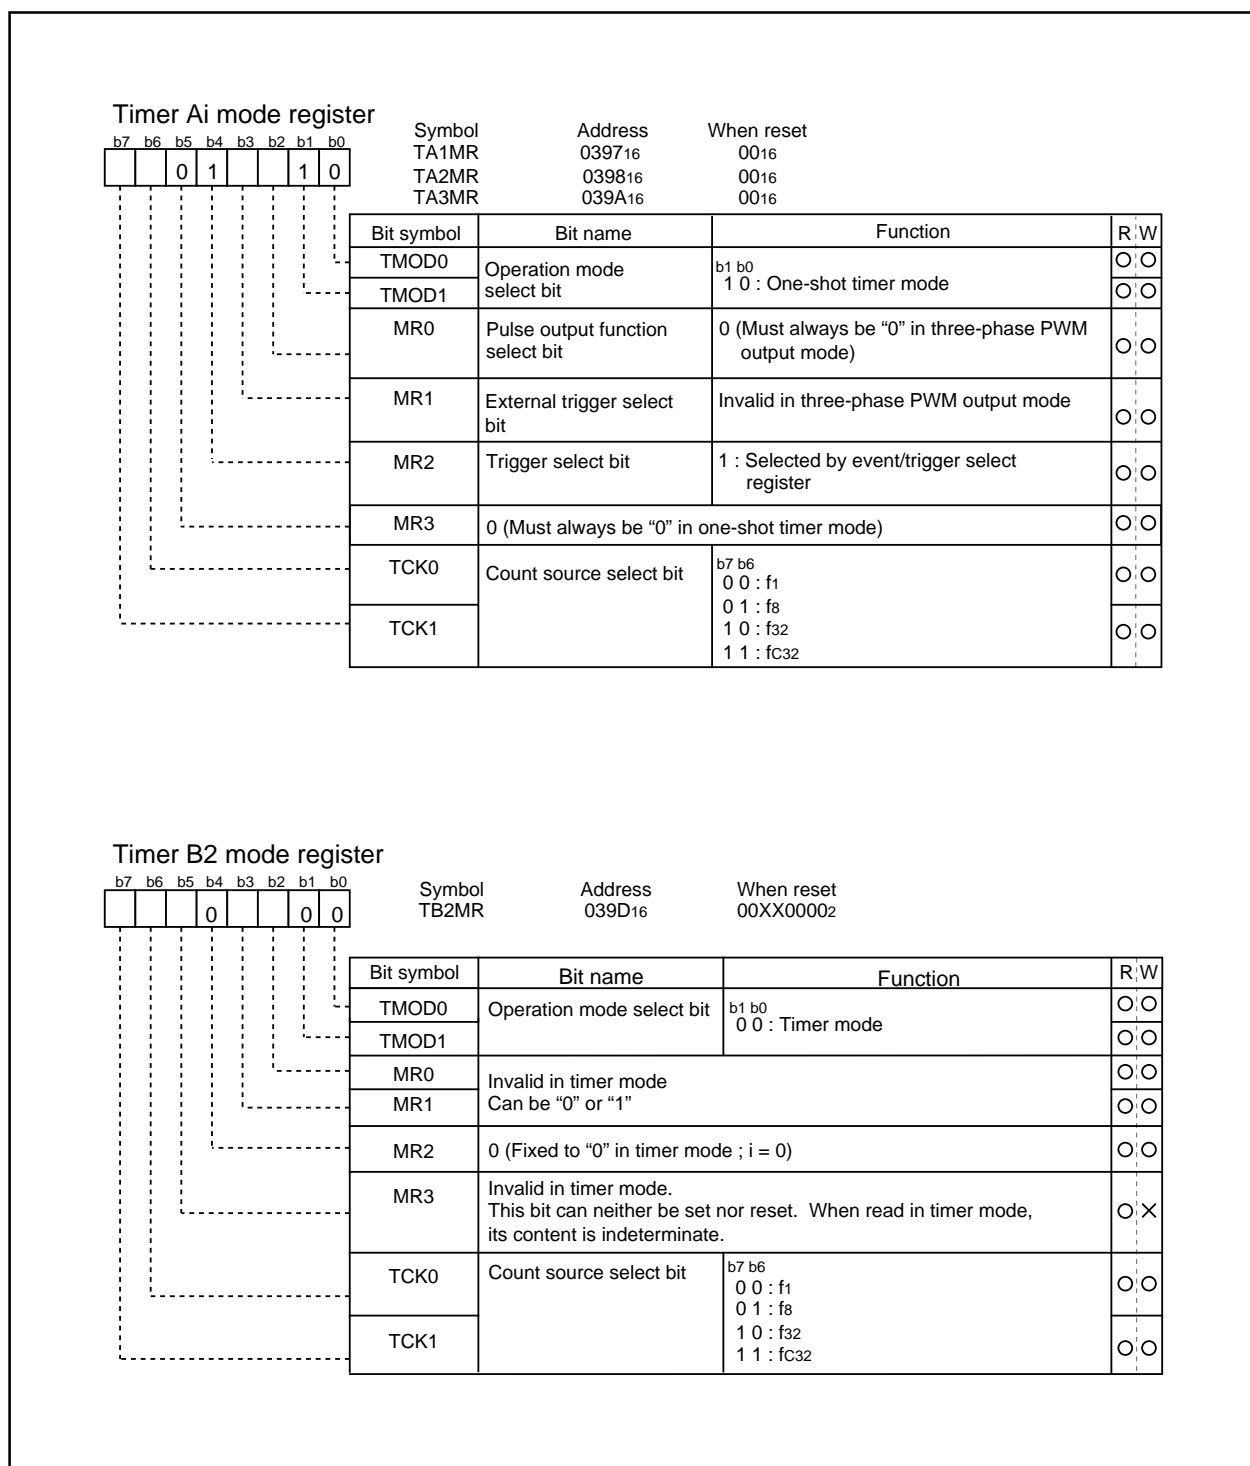 Timer Ai mode register
Symbol Address When reset
b7 b6 b5 b4 b3 b2 b1 b0
TA1MR 039716 0016
0 1 1 0
TA2MR 039816 0016
TA3MR 039A16 0016
Bit symbol Bit name Function R W
TMOD0 Operation mode select bit b1 b0
TMOD1 1 0 : One-shot timer mode
MR0 Pulse output function 0 (Must always be “0” in three-phase PWM
select bit output mode)
MR1 External trigger select Invalid in three-phase PWM output mode
bit
MR2 Trigger select bit 1 : Selected by event/trigger select
register
MR3 0 (Must always be “0” in one-shot timer mode)
TCK0 Count source select bit b7 b6
0 0 : f1
0 1 : f8
TCK1 1 0 : f32
1 1 : fC32
Timer B2 mode register
b7 b6 b5 b4 b3 b2 b1 b0
Symbol Address When reset
0 0 0
TB2MR 039D16 00XX00002
Bit symbol Bit name Function R W
TMOD0 Operation mode select bit b1 b0
0 0 : Timer mode
TMOD1
MR0 Invalid in timer mode
MR1 Can be “0” or “1”
MR2 0 (Fixed to “0” in timer mode ; i = 0)
MR3 Invalid in timer mode.
This bit can neither be set nor reset. When read in timer mode,
its content is indeterminate.
TCK0 Count source select bit b7 b6
0 0 : f1
0 1 : f8
TCK1 1 0 : f32
1 1 : fC32